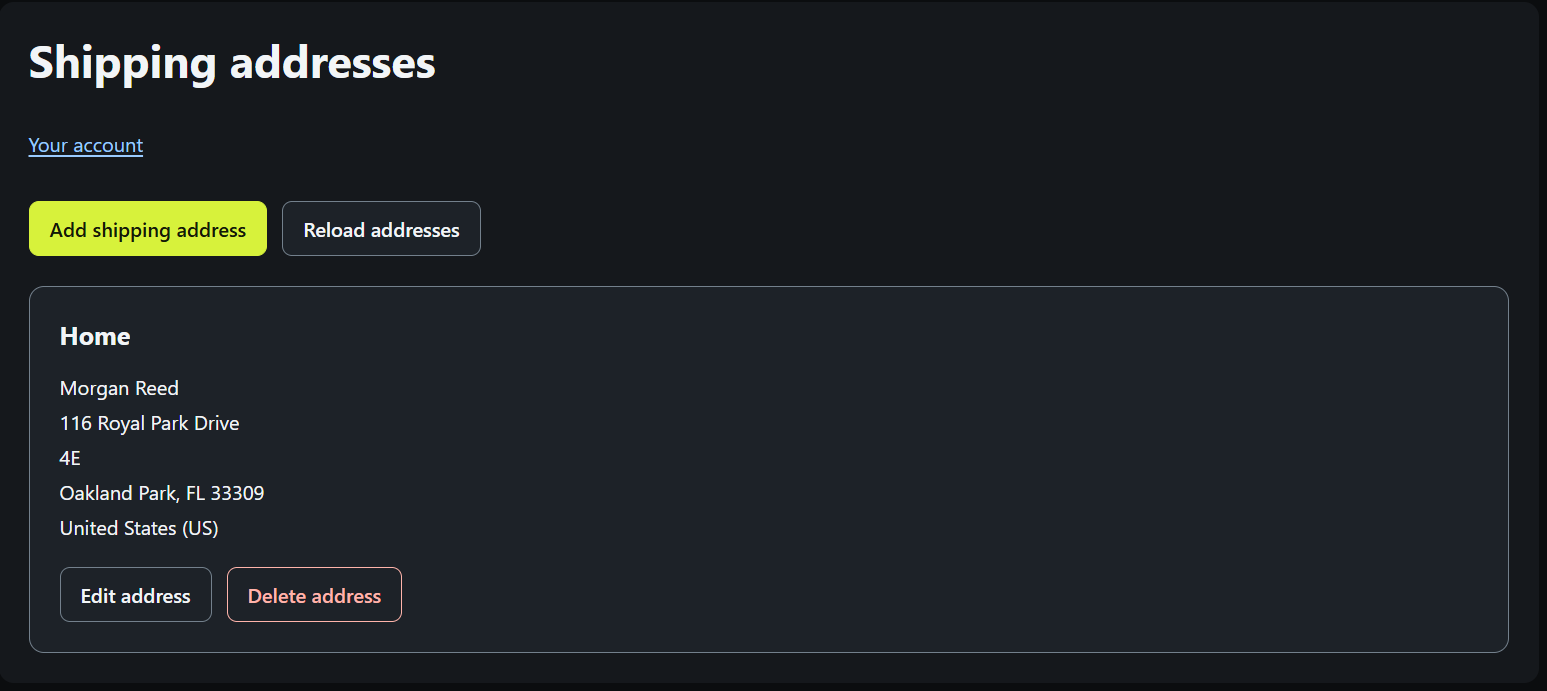 Shipping addresses
Your account
Add shipping address
Reload addresses
Home
Morgan Reed
116 Royal Park Drive
4E
Oakland Park, FL 33309
United States (US)
Edit address
Delete address